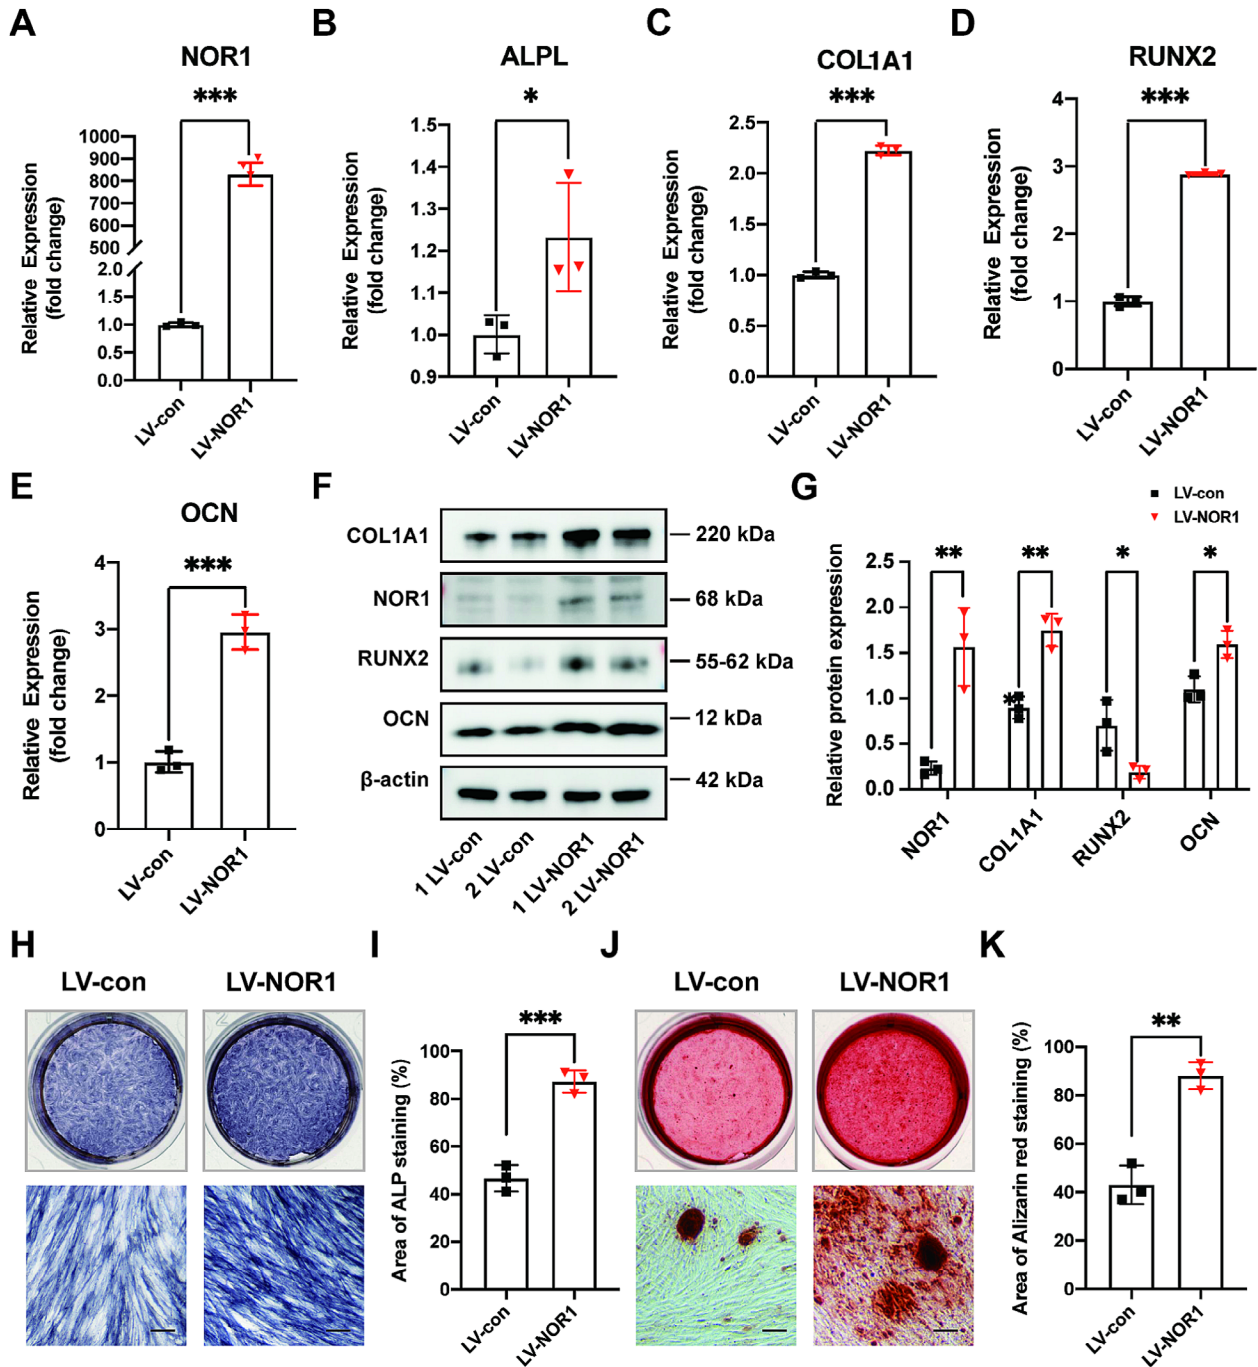 A
NOR1
***
Relative Expression
(fold change)
1000
900
800
700
600
500
2.0
1.5
1.0
0.5
0.0
LV-con
LV-NOR1
B
ALPL
*
Relative Expression
(fold change)
1.5
1.4
1.3
1.2
1.1
1.0
0.9
LV-con
LV-NOR1
C
COL1A1
***
Relative Expression
(fold change)
2.5
2.0
1.5
1.0
0.5
0.0
LV-con
LV-NOR1
D
RUNX2
***
Relative Expression
(fold change)
4
3
2
1
0
LV-con
LV-NOR1
E
OCN
***
Relative Expression
(fold change)
4
3
2
1
0
LV-con
LV-NOR1
F
COL1A1
220 kDa
NOR1
68 kDa
RUNX2
55-62 kDa
OCN
12 kDa
β-actin
42 kDa
1 LV-con
2 LV-con
1 LV-NOR1
2 LV-NOR1
G
LV-con
LV-NOR1
Relative protein expression
2.5
2.0
1.5
1.0
0.5
0.0
**
**
*
*
*
NOR1
COL1A1
RUNX2
OCN
H
LV-con
LV-NOR1
I
***
Area of ALP staining (%)
100
80
60
40
20
0
LV-con
LV-NOR1
J
LV-con
LV-NOR1
K
**
Area of Alizarin red staining (%)
100
80
60
40
20
0
LV-con
LV-NOR1